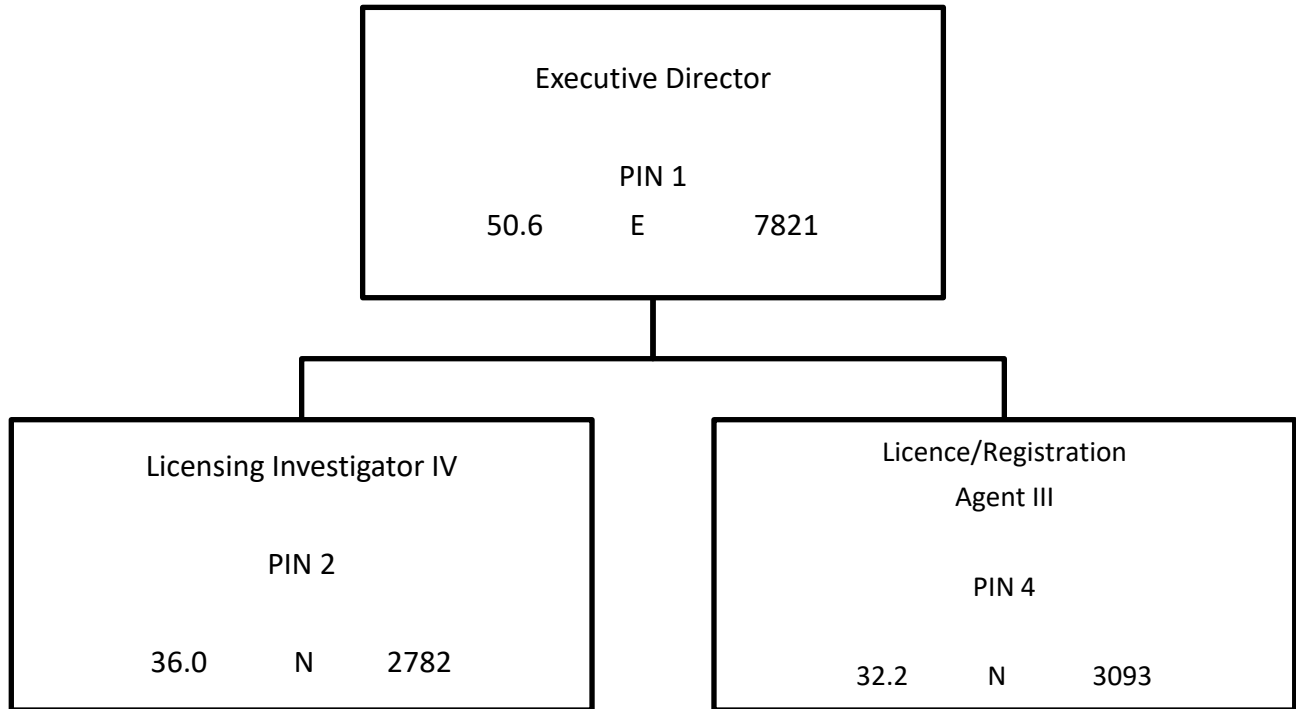 Executive Director
PIN 1
50.6 E 7821
Licensing Investigator IV
PIN 2
36.0 N 2782
Licence/Registration
Agent III
PIN 4
32.2 N 3093